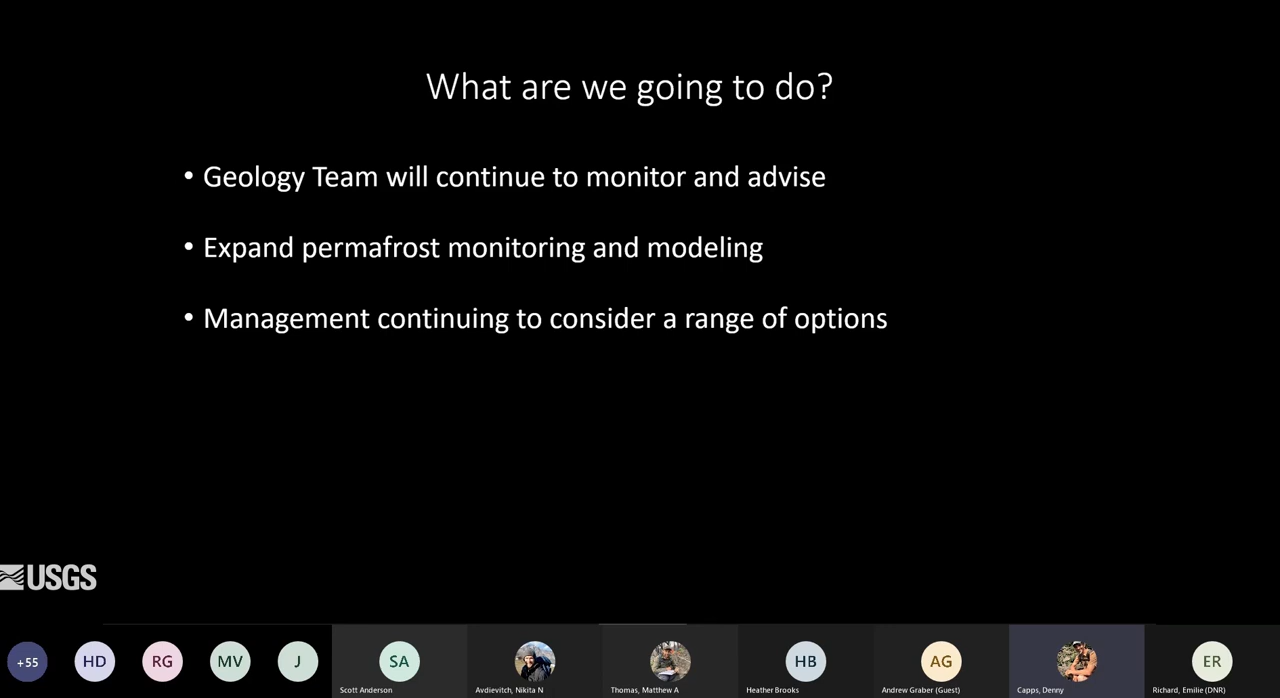 What are we going to do?
• Geology Team will continue to monitor and advise
• Expand permafrost monitoring and modeling
• Management continuing to consider a range of options
USGS
+55
HD
RG
MV
J
SA
HB
AG
ER
Scott Anderson
Avdievitch, Nikita N
Thomas, Matthew A
Heather Brooks
Andrew Graber (Guest)
Capps, Denny
Richard, Emilie (DNR)